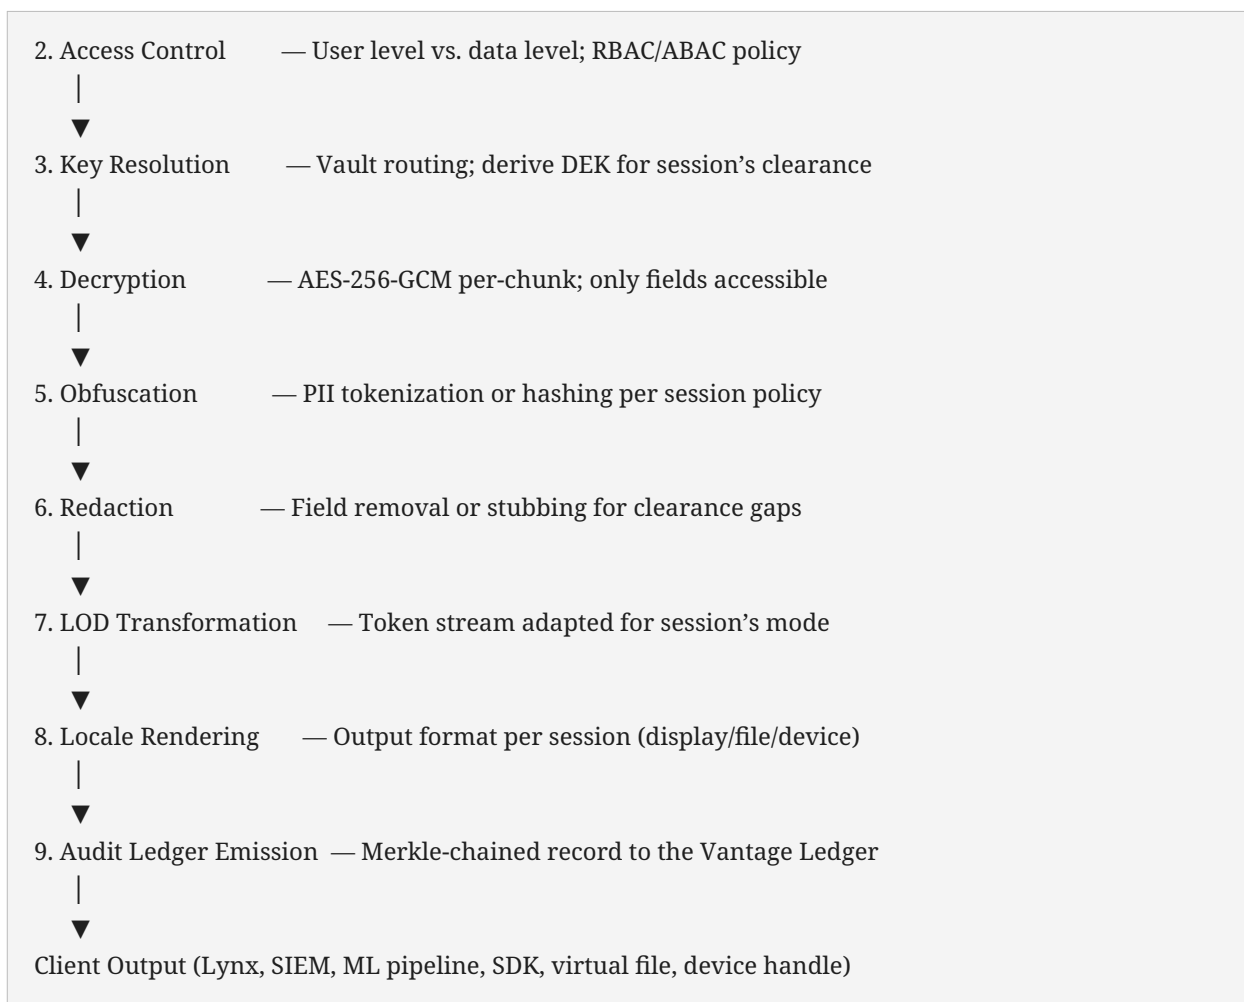 2. Access Control — User level vs. data level; RBAC/ABAC policy
│
▼
3. Key Resolution — Vault routing; derive DEK for session’s clearance
│
▼
4. Decryption — AES-256-GCM per-chunk; only fields accessible
│
▼
5. Obfuscation — PII tokenization or hashing per session policy
│
▼
6. Redaction — Field removal or stubbing for clearance gaps
│
▼
7. LOD Transformation — Token stream adapted for session’s mode
│
▼
8. Locale Rendering — Output format per session (display/file/device)
│
▼
9. Audit Ledger Emission — Merkle-chained record to the Vantage Ledger
│
▼
Client Output (Lynx, SIEM, ML pipeline, SDK, virtual file, device handle)